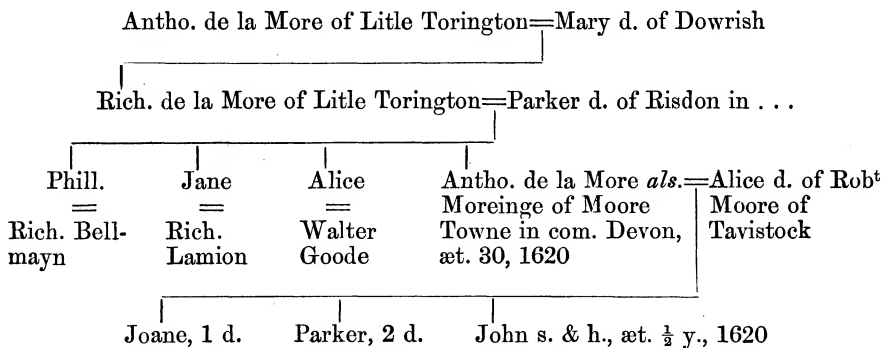 Antho. de la More of Litle Torington=Mary d. of Dowrish
Rich. de la More of Litle Torington=Parker d. of Risdon in . . .
Phill.
=
Rich. Bell-
mayn
Jane
=
Rich.
Lamion
Alice
=
Walter
Goode
Antho. de la More als.=Alice d. of Robᵗ
Moreinge of Moore
Towne in com. Devon,
æt. 30, 1620
Moore of
Tavistock
Joane, 1 d.
Parker, 2 d.
John s. & h., æt. ½ y., 1620